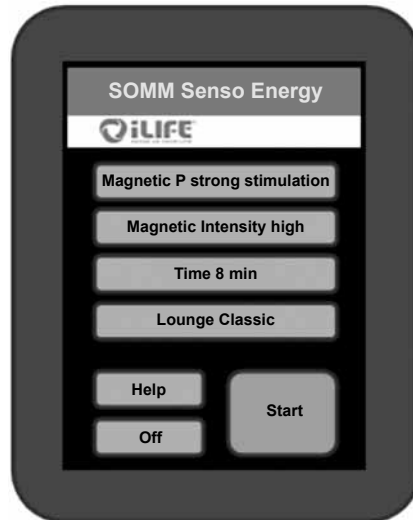 SOMM Senso Energy
iLIFE
Magnetic P strong stimulation
Magnetic Intensity high
Time 8 min
Lounge Classic
Help
Start
Off